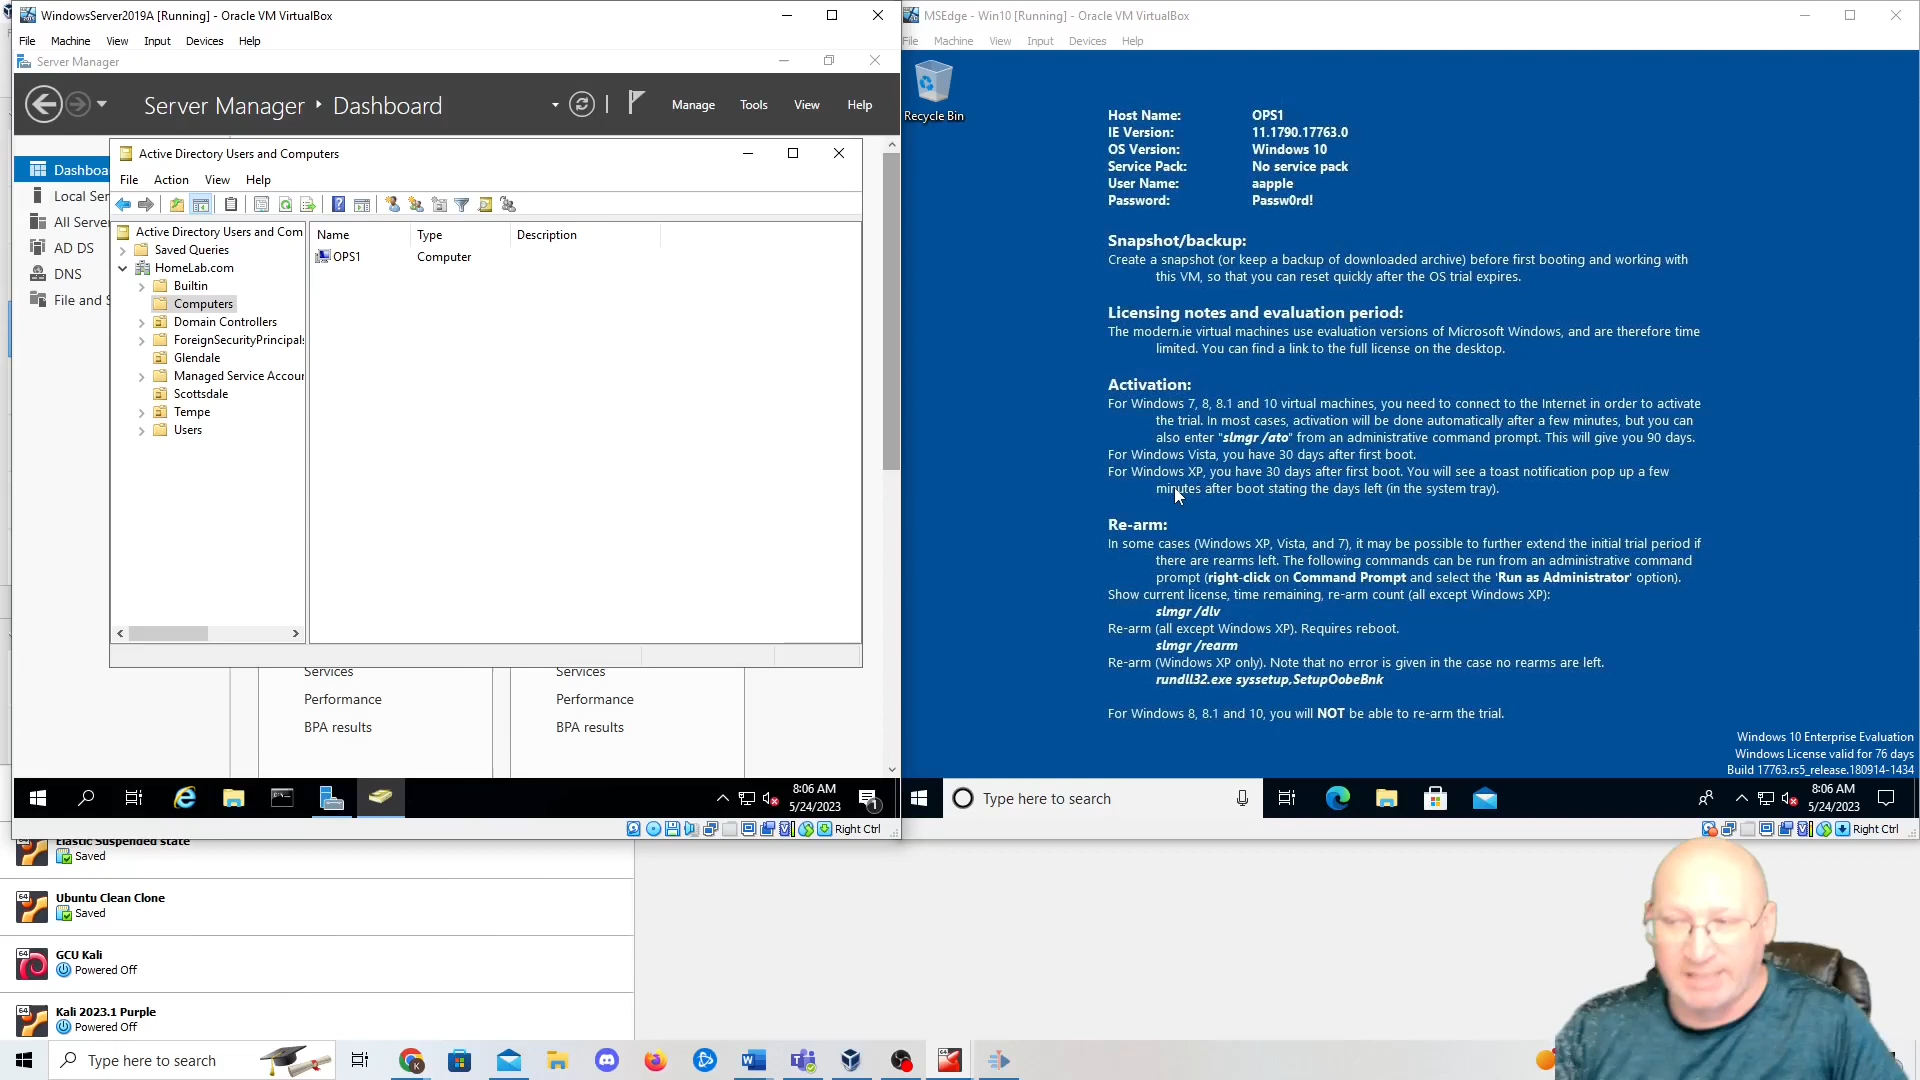 WindowsServer2019A [Running] - Oracle VM VirtualBox
File Machine View Input Devices Help
Server Manager
Server Manager Dashboard
Manage Tools View Help
Dashboa
Local Ser
All Serve
AD DS
DNS
File and S
Active Directory Users and Computers
File Action View Help
Active Directory Users and Com
Saved Queries
HomeLab.com
Builtin
Computers
Domain Controllers
ForeignSecurityPrincipals
Glendale
Managed Service Accour
Scottsdale
Tempe
Users
Name Type Description
OPS1 Computer
Services
Performance
BPA results
Services
Performance
BPA results
8:06 AM
5/24/2023
1
Right Ctrl
MSEdge - Win10 [Running] - Oracle VM VirtualBox
File Machine View Input Devices Help
Recycle Bin
Host Name: OPS1
IE Version: 11.1790.17763.0
OS Version: Windows 10
Service Pack: No service pack
User Name: aapple
Password: Passw0rd!
Snapshot/backup:
Create a snapshot (or keep a backup of downloaded archive) before first booting and working with
this VM, so that you can reset quickly after the OS trial expires.
Licensing notes and evaluation period:
The modern.ie virtual machines use evaluation versions of Microsoft Windows, and are therefore time
limited. You can find a link to the full license on the desktop.
Activation:
For Windows 7, 8, 8.1 and 10 virtual machines, you need to connect to the Internet in order to activate
the trial. In most cases, activation will be done automatically after a few minutes, but you can
also enter "slmgr /ato" from an administrative command prompt. This will give you 90 days.
For Windows Vista, you have 30 days after first boot.
For Windows XP, you have 30 days after first boot. You will see a toast notification pop up a few
minutes after boot stating the days left (in the system tray).
Re-arm:
In some cases (Windows XP, Vista, and 7), it may be possible to further extend the initial trial period if
there are rearms left. The following commands can be run from an administrative command
prompt (right-click on Command Prompt and select the 'Run as Administrator' option).
Show current license, time remaining, re-arm count (all except Windows XP):
slmgr /dlv
Re-arm (all except Windows XP). Requires reboot.
slmgr /rearm
Re-arm (Windows XP only). Note that no error is given in the case no rearms are left.
rundll32.exe syssetup,SetupOobeBnk
For Windows 8, 8.1 and 10, you will NOT be able to re-arm the trial.
Windows 10 Enterprise Evaluation
Windows License valid for 76 days
Build 17763.rs5_release.180914-1434
Type here to search
8:06 AM
5/24/2023
Right Ctrl
Elastic Suspended state
Saved
64
Ubuntu Clean Clone
Saved
64
GCU Kali
Powered Off
64
Kali 2023.1 Purple
Powered Off
Type here to search